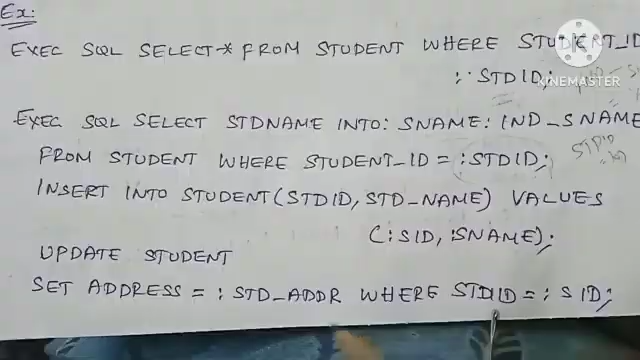 Ex:
EXEC SQL SELECT * FROM STUDENT WHERE STUDENT_ID
: STDID;
KINEMASTER
EXEC SQL SELECT STDNAME INTO: SNAME: IND_SNAME
FROM STUDENT WHERE STUDENT_ID = :STDID;
INSERT INTO STUDENT(STDID, STD_NAME) VALUES
(:SID, :SNAME);
UPDATE STUDENT
SET ADDRESS = : STD_ADDR WHERE STDID = : SID;